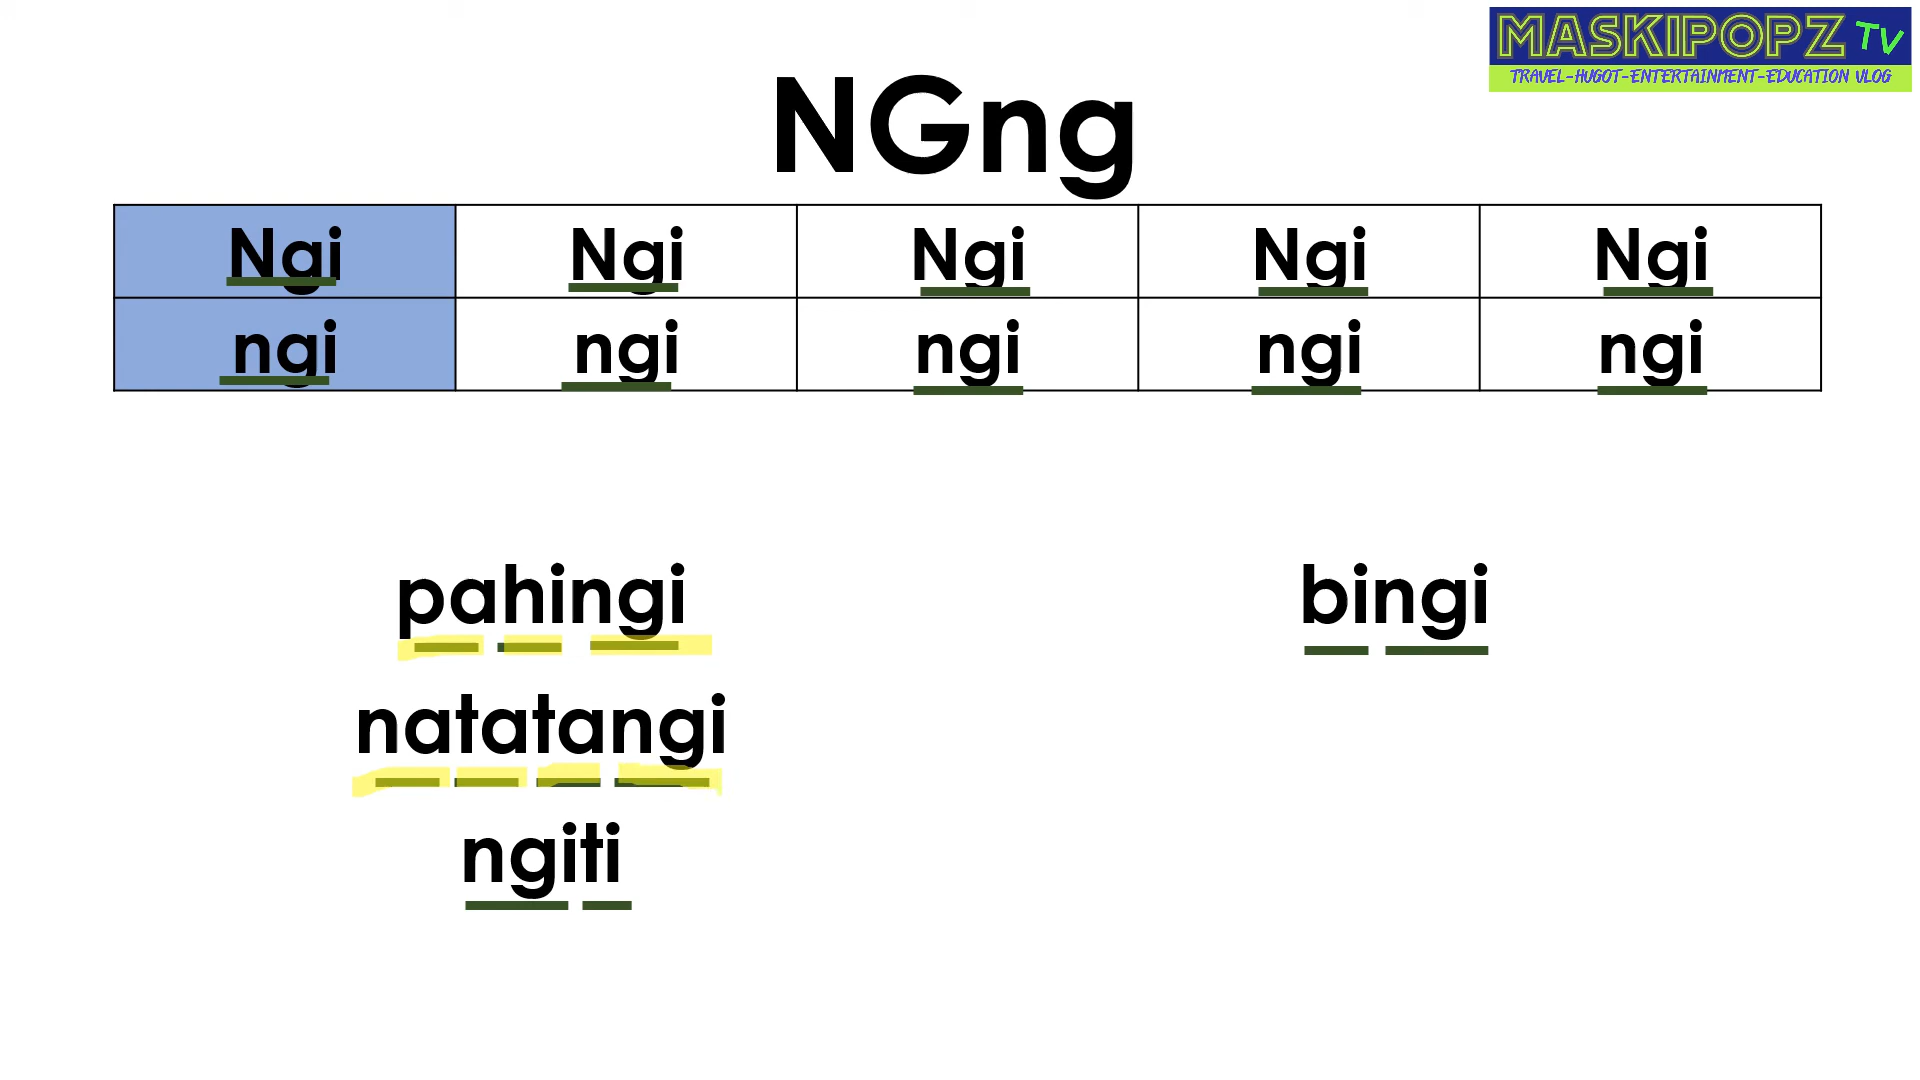 MASKIPOPZ TV
TRAVEL-HUGOT-ENTERTAINMENT-EDUCATION VLOG
NGng
Ngi Ngi Ngi Ngi Ngi
ngi ngi ngi ngi ngi
pahingi bingi
natatangi
ngiti